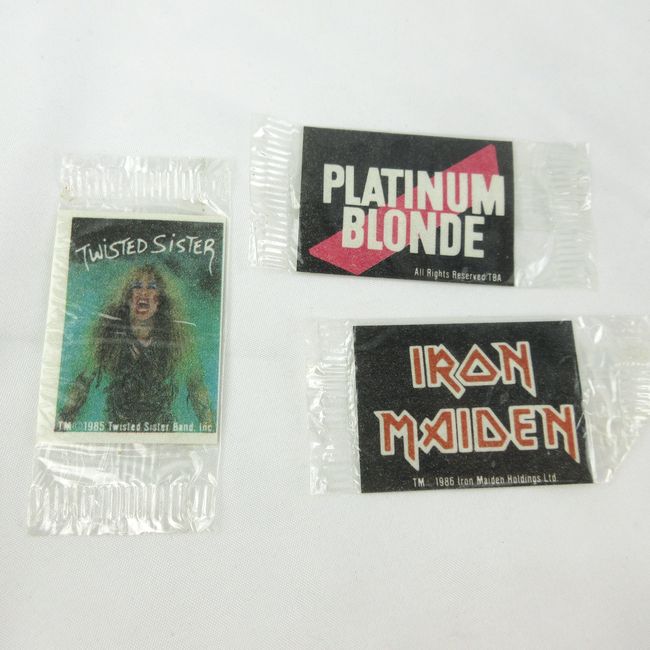 TWISTED SISTER
TM ©1985 Twisted Sister Band, Inc.
PLATINUM
BLONDE
All Rights Reserved TBA
IRON
MAIDEN
TM 1986 Iron Maiden Holdings Ltd.